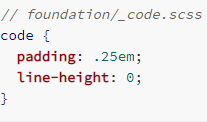 // foundation/_code.scss
code {
  padding: .25em;
  line-height: 0;
}